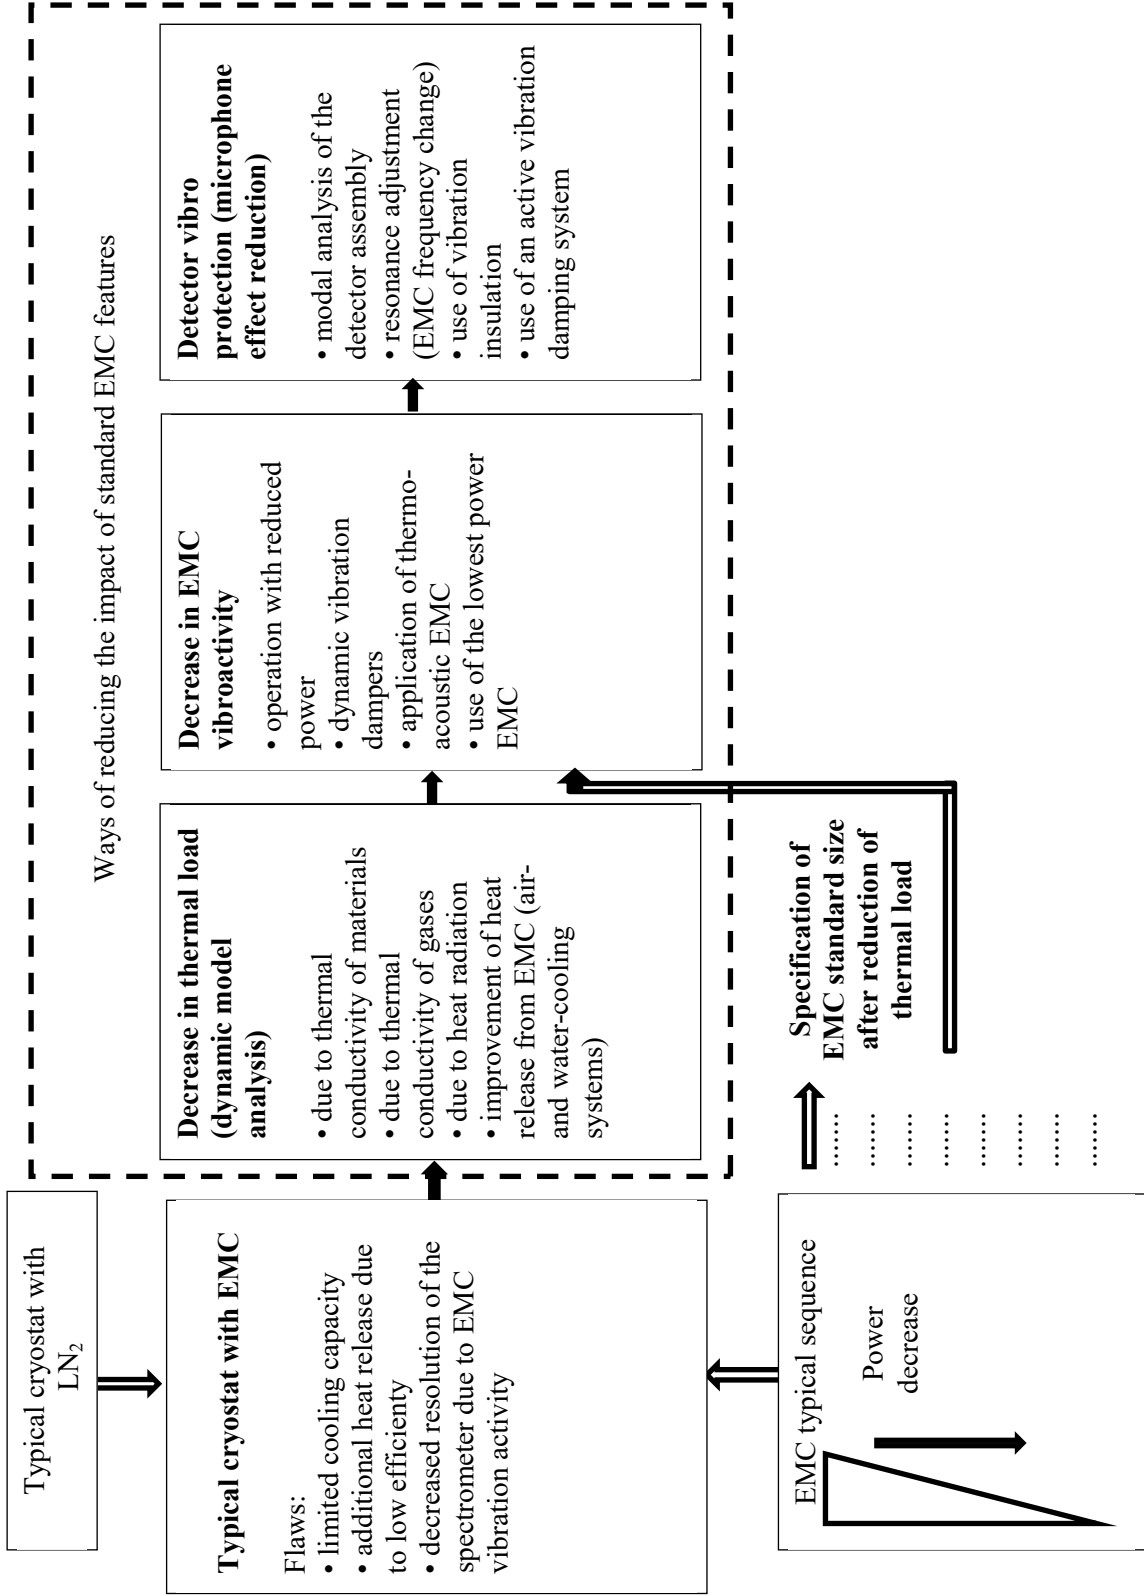 Typical cryostat with
LN₂
Typical cryostat with EMC
Flaws:
• limited cooling capacity
• additional heat release due
to low efficienty
• decreased resolution of the
spectrometer due to EMC
vibration activity
EMC typical sequence
Power
decrease
Ways of reducing the impact of standard EMC features
Decrease in thermal load
(dynamic model
analysis)
• due to thermal
conductivity of materials
• due to thermal
conductivity of gases
• due to heat radiation
• improvement of heat
release from EMC (air-
and water-cooling
systems)
Decrease in EMC
vibroactivity
• operation with reduced
power
• dynamic vibration
dampers
• application of thermo-
acoustic EMC
• use of the lowest power
EMC
Detector vibro
protection (microphone
effect reduction)
• modal analysis of the
detector assembly
• resonance adjustment
(EMC frequency change)
• use of vibration
insulation
• use of an active vibration
damping system
Specification of
EMC standard size
after reduction of
thermal load
……
……
……
……
……
……
……
……